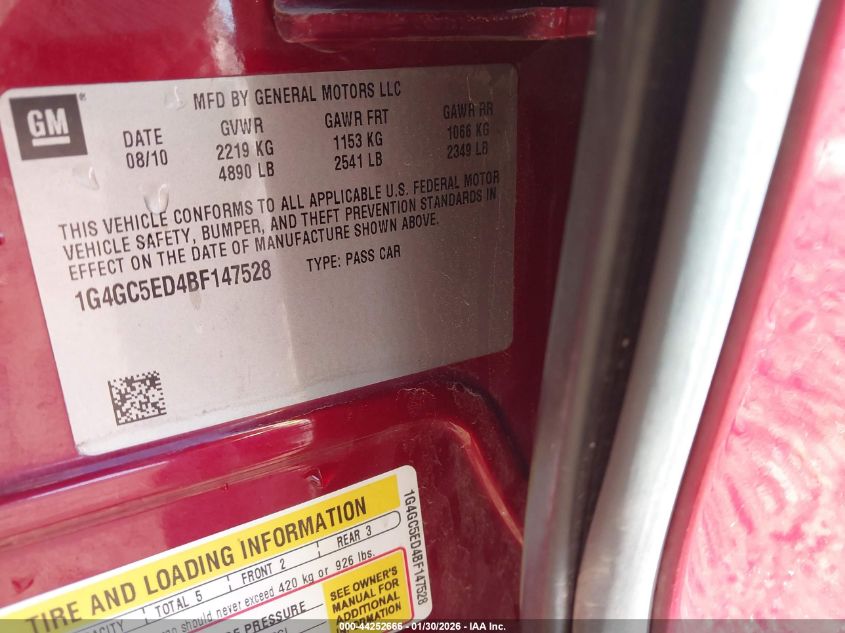 MFD BY GENERAL MOTORS LLC
GM
DATE GVWR GAWR FRT GAWR RR
08/10 2219 KG 1153 KG 1066 KG
4890 LB 2541 LB 2349 LB
THIS VEHICLE CONFORMS TO ALL APPLICABLE U.S. FEDERAL MOTOR
VEHICLE SAFETY, BUMPER, AND THEFT PREVENTION STANDARDS IN
EFFECT ON THE DATE OF MANUFACTURE SHOWN ABOVE.
1G4GC5ED4BF147528 TYPE: PASS CAR
TIRE AND LOADING INFORMATION
TOTAL 5 FRONT 2 REAR 3
should never exceed 420 kg or 926 lbs.
PRESSURE
SEE OWNER'S
MANUAL FOR
ADDITIONAL
INFORMATION
1G4GC5ED4BF147528
000-44252666 - 01/30/2026 - IAA Inc.